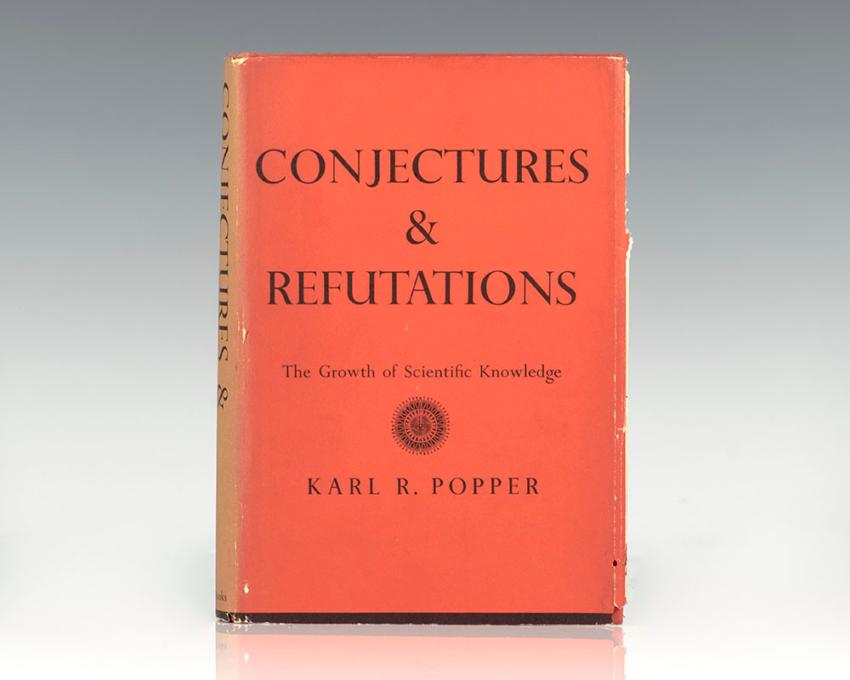 CONJECTURES
&
REFUTATIONS
The Growth of Scientific Knowledge
KARL R. POPPER
CONJECTURES &